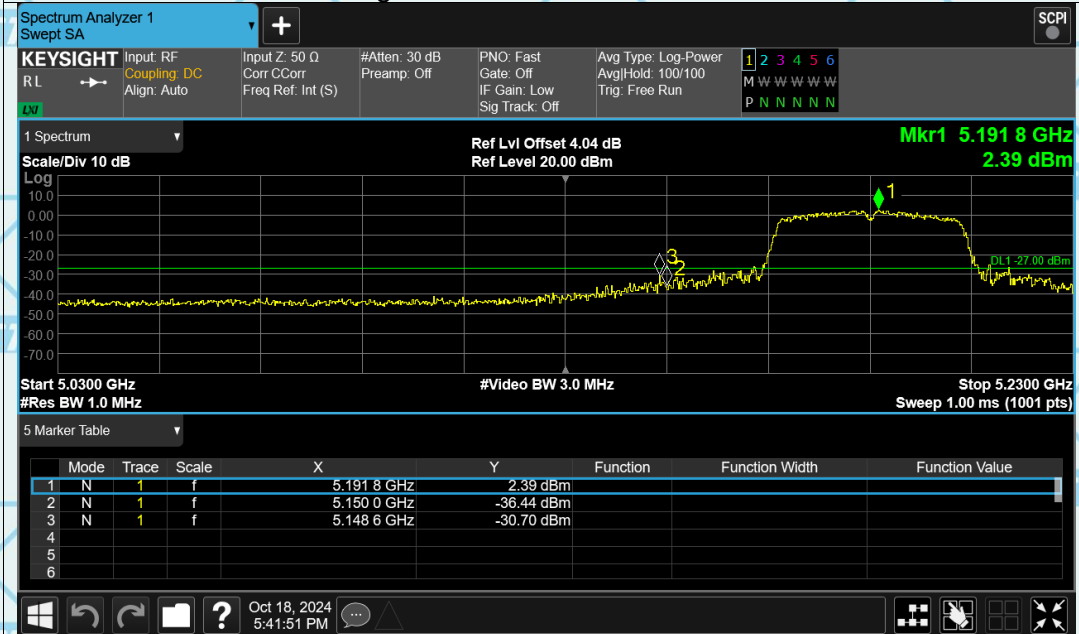 Spectrum Analyzer 1
Swept SA
+
SCPI
KEYSIGHT
RL
LXI
Input: RF
Coupling: DC
Align: Auto
Input Z: 50 Ω
Corr CCorr
Freq Ref: Int (S)
#Atten: 30 dB
Preamp: Off
PNO: Fast
Gate: Off
IF Gain: Low
Sig Track: Off
Avg Type: Log-Power
Avg|Hold: 100/100
Trig: Free Run
1 2 3 4 5 6
M W W W W W
P N N N N N
1 Spectrum
Scale/Div 10 dB
Ref Lvl Offset 4.04 dB
Ref Level 20.00 dBm
Mkr1 5.191 8 GHz
2.39 dBm
Log
10.0
0.00
-10.0
-20.0
-30.0
-40.0
-50.0
-60.0
-70.0
1
3
2
DL1 -27.00 dBm
Start 5.0300 GHz
#Video BW 3.0 MHz
Stop 5.2300 GHz
#Res BW 1.0 MHz
Sweep 1.00 ms (1001 pts)
5 Marker Table
Mode Trace Scale X Y Function Function Width Function Value
1 N 1 f 5.191 8 GHz 2.39 dBm
2 N 1 f 5.150 0 GHz -36.44 dBm
3 N 1 f 5.148 6 GHz -30.70 dBm
4
5
6
?
Oct 18, 2024
5:41:51 PM